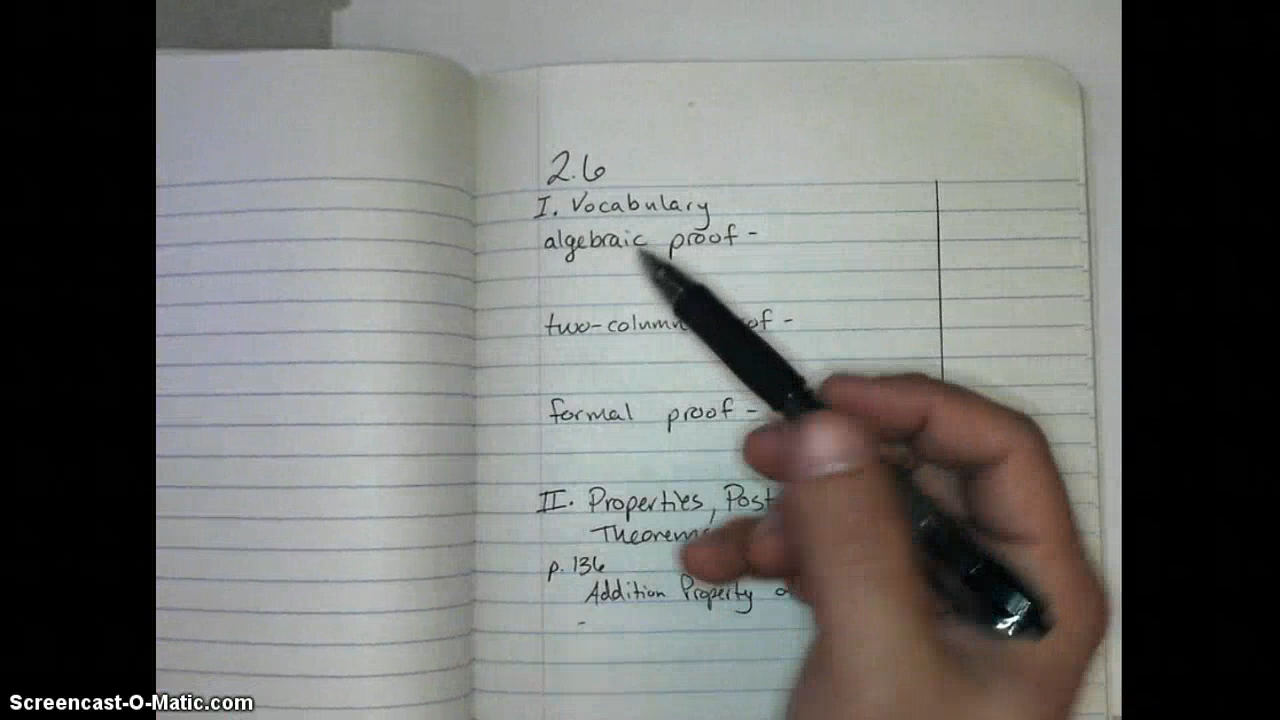 2.6
I. Vocabulary
algebraic proof -
two-column of -
formal proof -
II. Properties, Post
Theorems
p. 136
Addition Property
-
Screencast-O-Matic.com